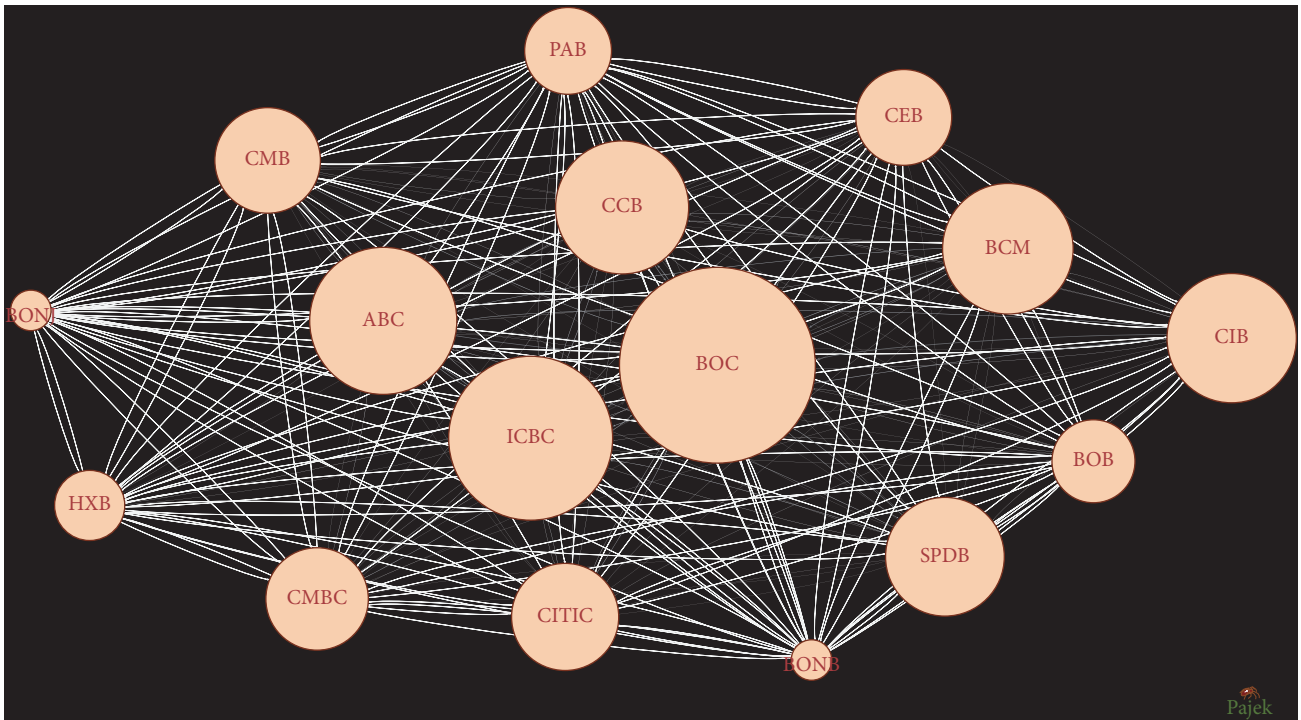 PAB
CEB
CMB
CCB
BCM
BONJ
ABC
CIB
BOC
ICBC
BOB
HXB
SPDB
CMBC
CITIC
BONB
Pajek